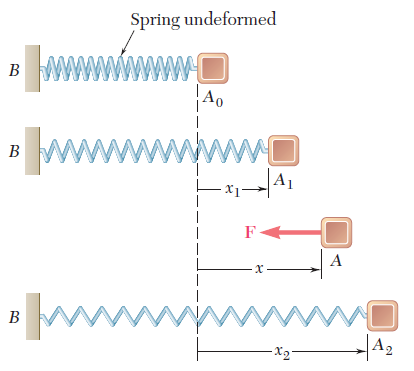 Spring undeformed
B
A0
B
x1
A1
F
x
A
B
x2
A2